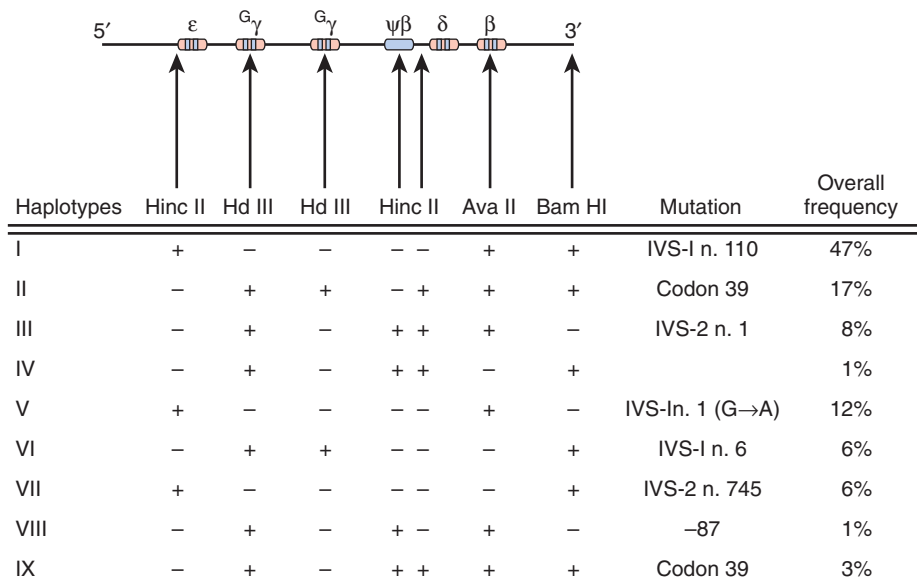 5′ ε Gγ Gγ ψβ δ β 3′
Overall
Haplotypes Hinc II Hd III Hd III Hinc II Ava II Bam HI Mutation frequency
I + – – – – + + IVS-I n. 110 47%
II – + + – + + + Codon 39 17%
III – + – + + + – IVS-2 n. 1 8%
IV – + – + + – + 1%
V + – – – – + – IVS-In. 1 (G→A) 12%
VI – + + – – – + IVS-I n. 6 6%
VII + – – – – – + IVS-2 n. 745 6%
VIII – + – + – + – –87 1%
IX – + – + + + + Codon 39 3%